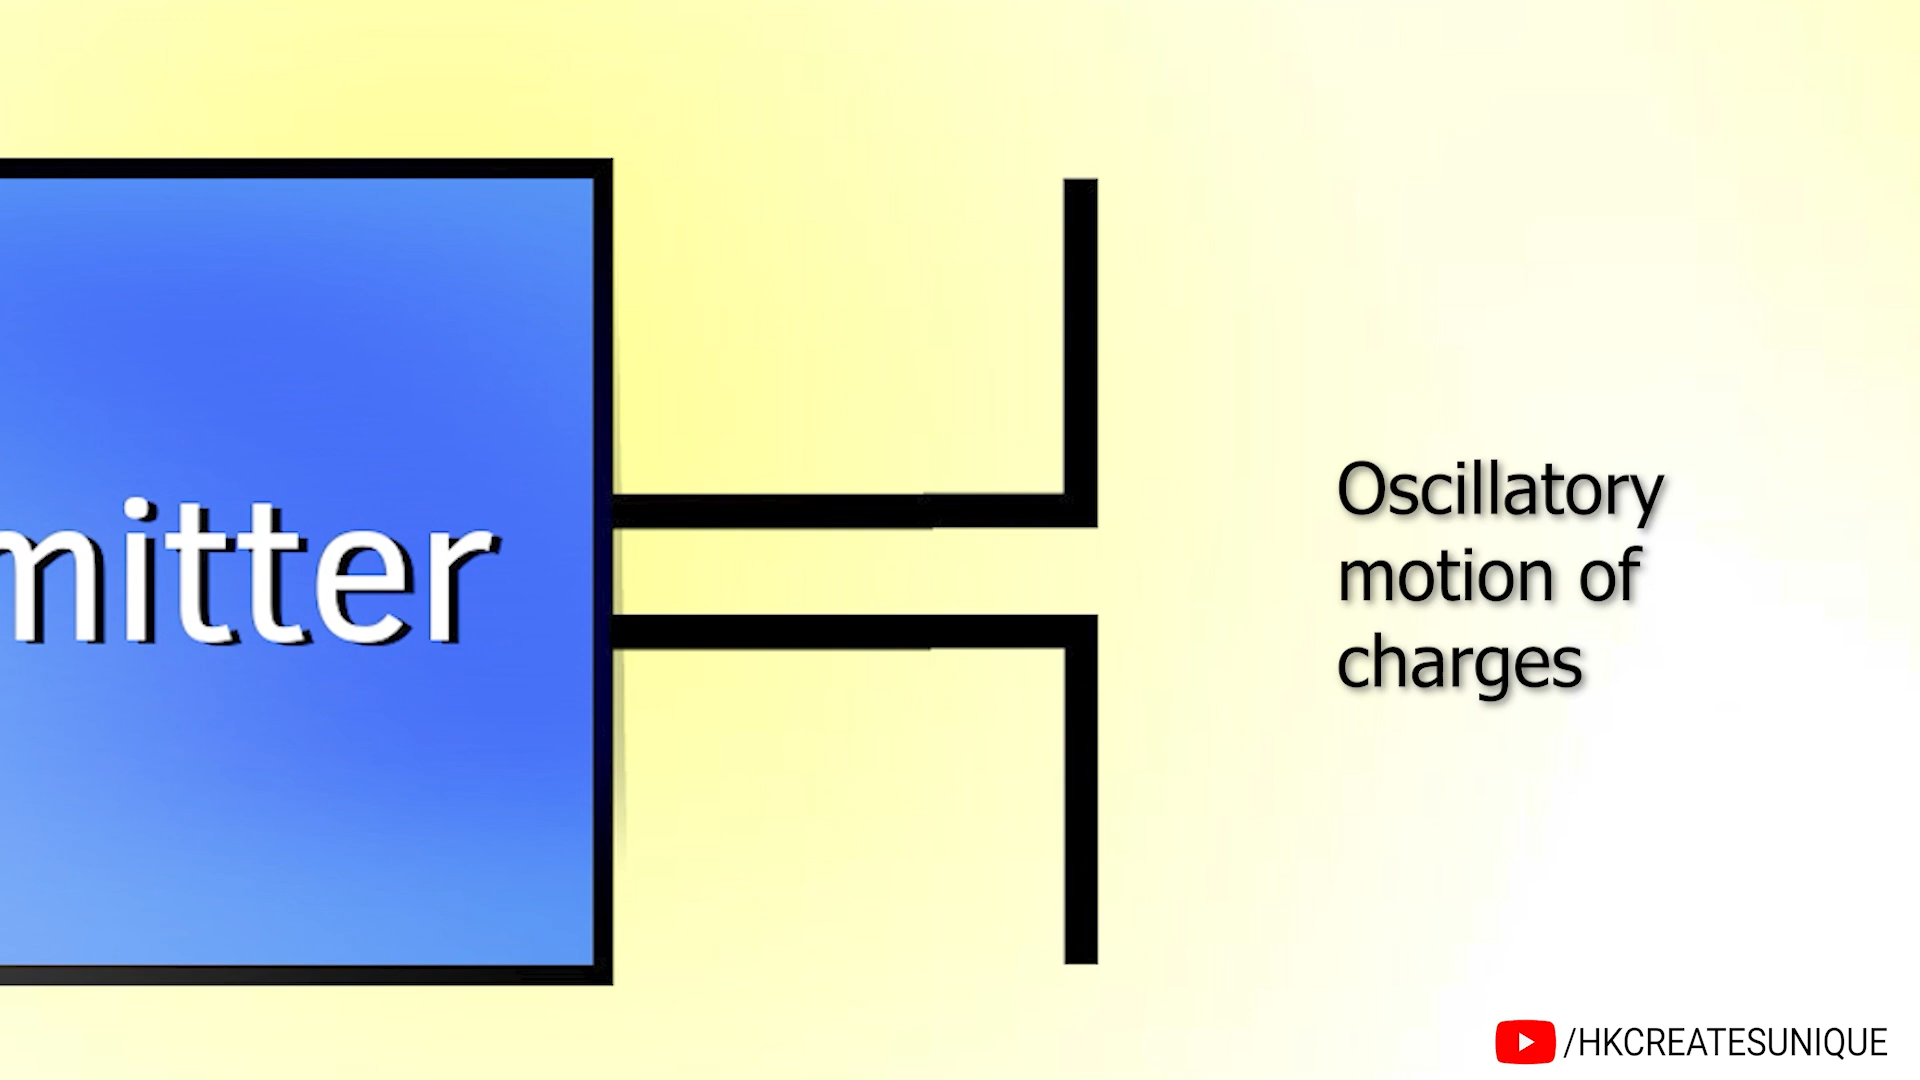 mitter
Oscillatory
motion of
charges
/HKCREATESUNIQUE